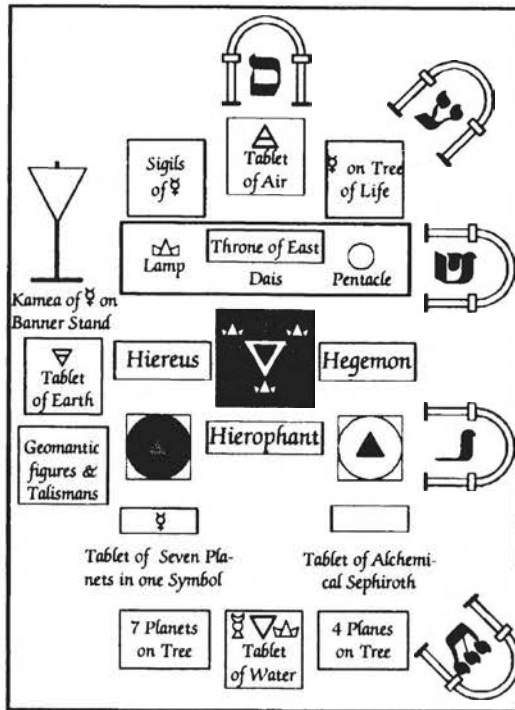 Sigils
of ☿
Tablet
of Air
☿ on Tree
of Life
Lamp
Throne of East
Dais
Pentacle
Kamea of ☿ on
Banner Stand
Tablet
of Earth
Hiereus
Hegemon
Geomantic
figures &
Talismans
Hierophant
☿
Tablet of Seven Pla-
nets in one Symbol
Tablet of Alchemi-
cal Sephiroth
7 Planets
on Tree
Tablet
of Water
4 Planes
on Tree